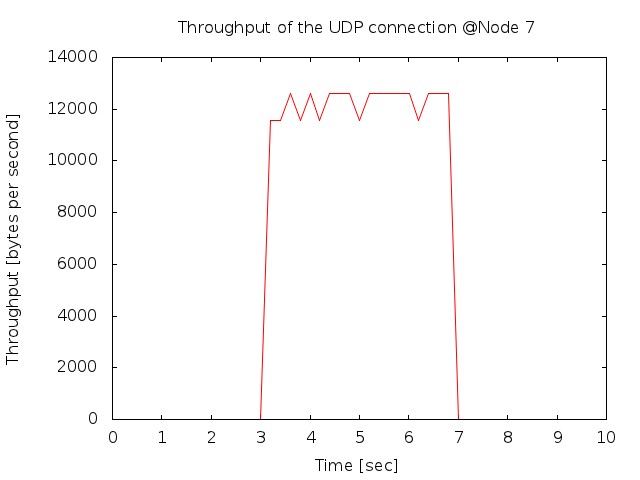 Throughput of the UDP connection @Node 7
14000
12000
10000
8000
6000
4000
2000
0
Throughput [bytes per second]
0 1 2 3 4 5 6 7 8 9 10
Time [sec]